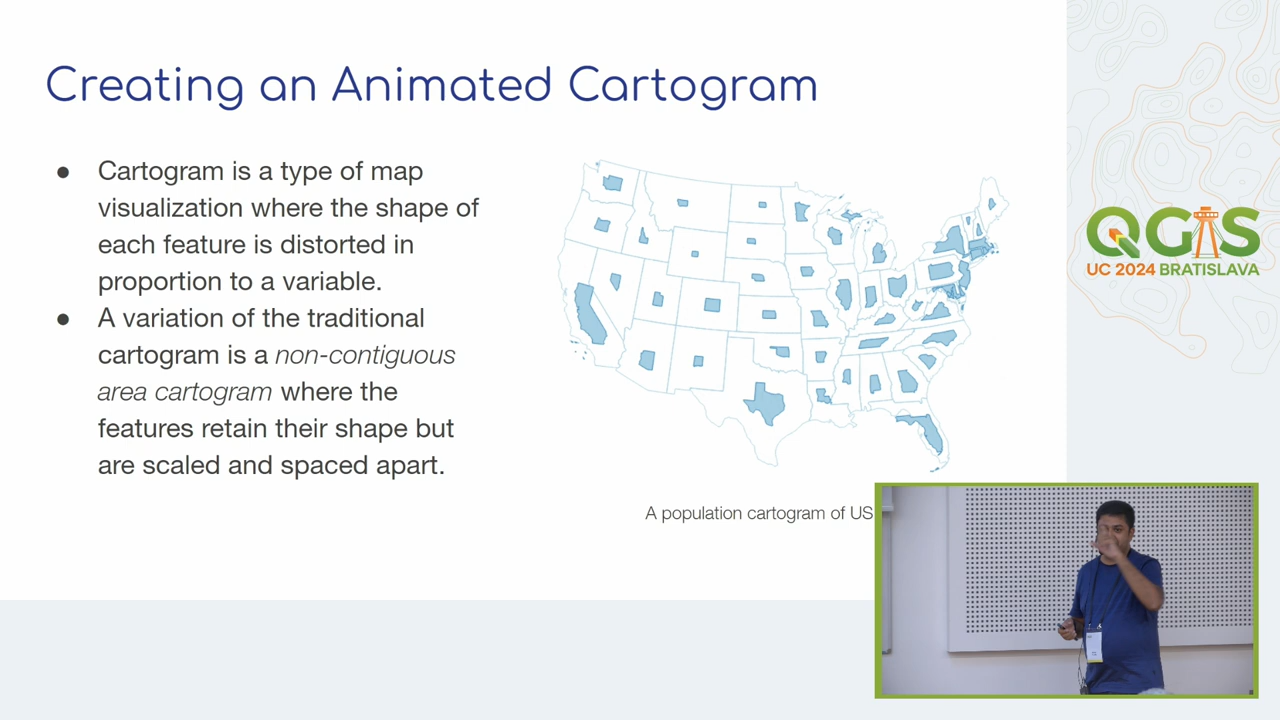 Creating an Animated Cartogram
● Cartogram is a type of map
visualization where the shape of
each feature is distorted in
proportion to a variable.
● A variation of the traditional
cartogram is a non-contiguous
area cartogram where the
features retain their shape but
are scaled and spaced apart.
A population cartogram of US
QGIS
UC 2024 BRATISLAVA